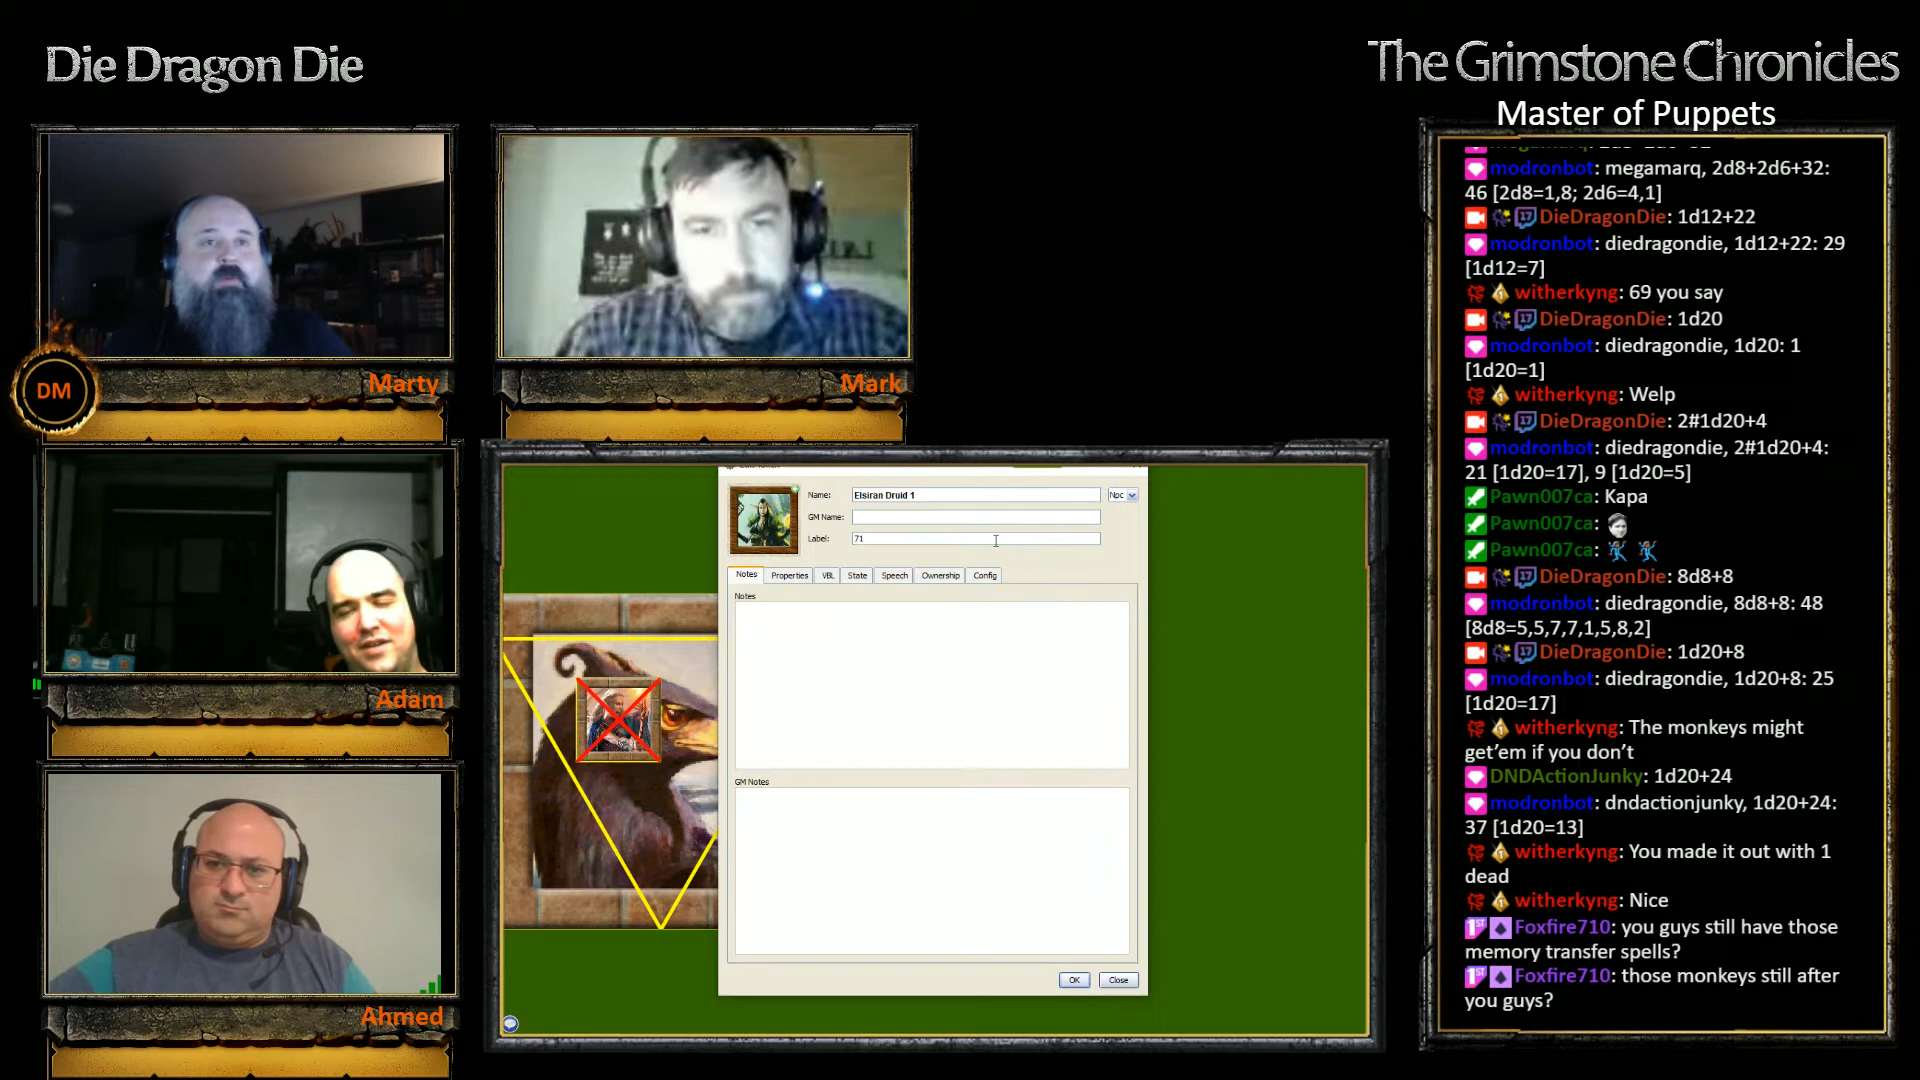 Die Dragon Die
The Grimstone Chronicles
Master of Puppets
Marty
DM
Mark
Adam
Ahmed
Name:
Elsiran Druid 1
Npc
GM Name:
Label:
71
Notes
Properties
VBL
State
Speech
Ownership
Config
Notes
GM Notes
OK
Close
modronbot: megamarq, 2d8+2d6+32:
46 [2d8=1,8; 2d6=4,1]
DieDragonDie: 1d12+22
modronbot: diedragondie, 1d12+22: 29
[1d12=7]
witherkyng: 69 you say
DieDragonDie: 1d20
modronbot: diedragondie, 1d20: 1
[1d20=1]
witherkyng: Welp
DieDragonDie: 2#1d20+4
modronbot: diedragondie, 2#1d20+4:
21 [1d20=17], 9 [1d20=5]
Pawn007ca: Kapa
Pawn007ca:
Pawn007ca:
DieDragonDie: 8d8+8
modronbot: diedragondie, 8d8+8: 48
[8d8=5,5,7,7,1,5,8,2]
DieDragonDie: 1d20+8
modronbot: diedragondie, 1d20+8: 25
[1d20=17]
witherkyng: The monkeys might
get'em if you don't
DNDActionJunky: 1d20+24
modronbot: dndactionjunky, 1d20+24:
37 [1d20=13]
witherkyng: You made it out with 1
dead
witherkyng: Nice
Foxfire710: you guys still have those
memory transfer spells?
Foxfire710: those monkeys still after
you guys?